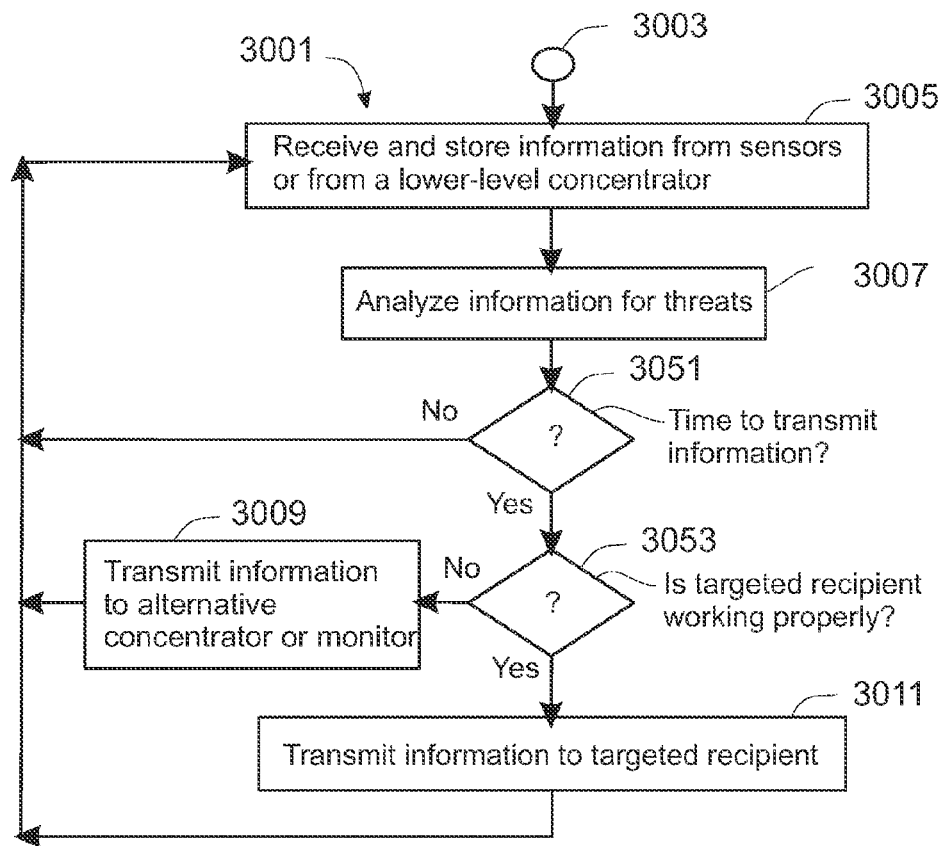 3003
3001
3005
Receive and store information from sensors
or from a lower-level concentrator
3007
Analyze information for threats
3051
No
?
Time to transmit
information?
Yes
3009
3053
Transmit information
to alternative
concentrator or monitor
No
?
Is targeted recipient
working properly?
Yes
3011
Transmit information to targeted recipient